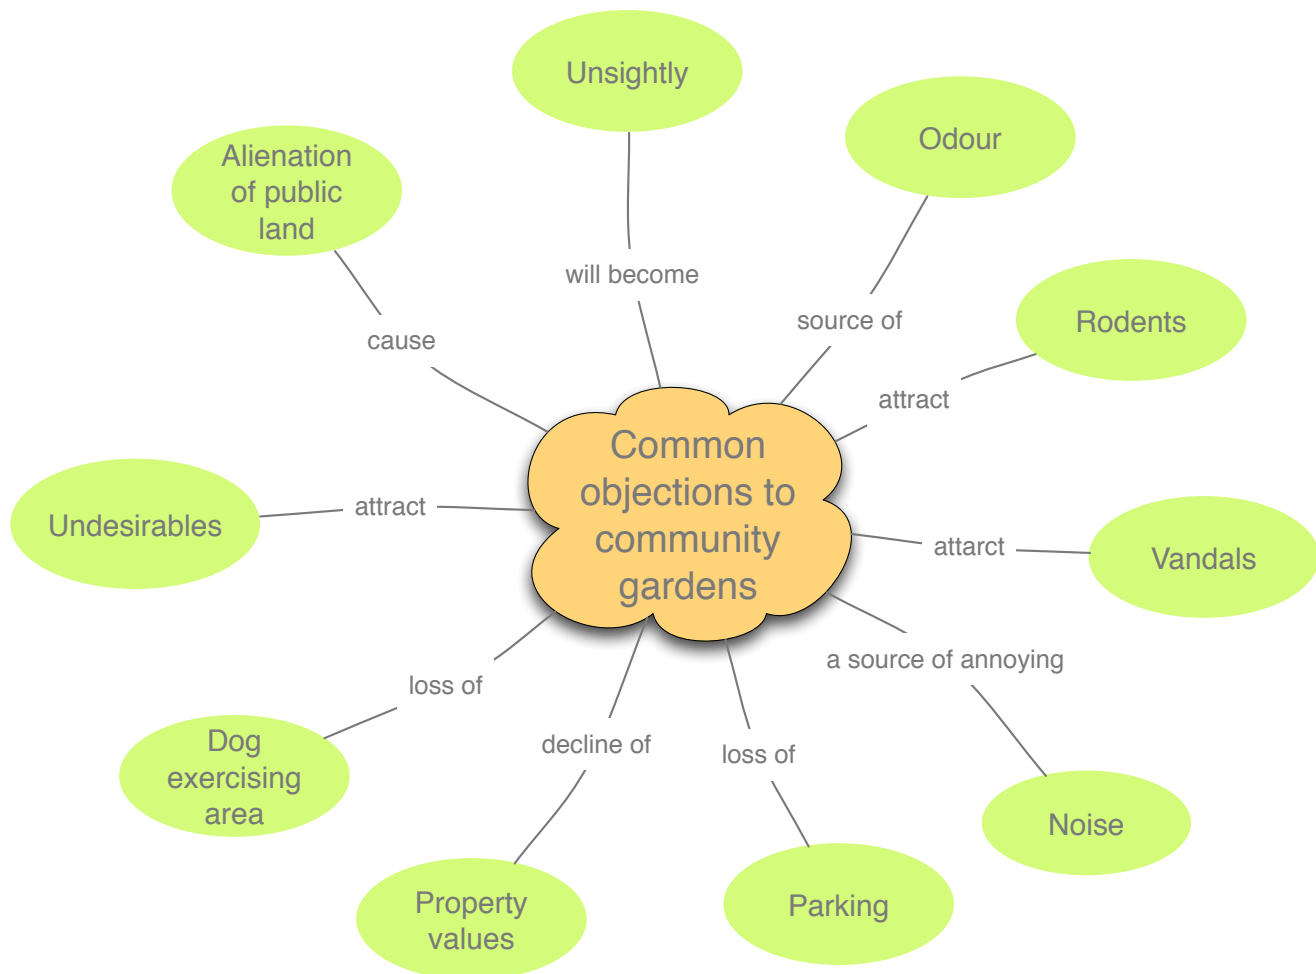 Unsightly
Odour
Alienation
of public
land
will become
source of
Rodents
cause
attract
Common
objections to
community
gardens
Undesirables
attract
attarct
Vandals
a source of annoying
loss of
Dog
exercising
area
decline of
loss of
Noise
Property
values
Parking